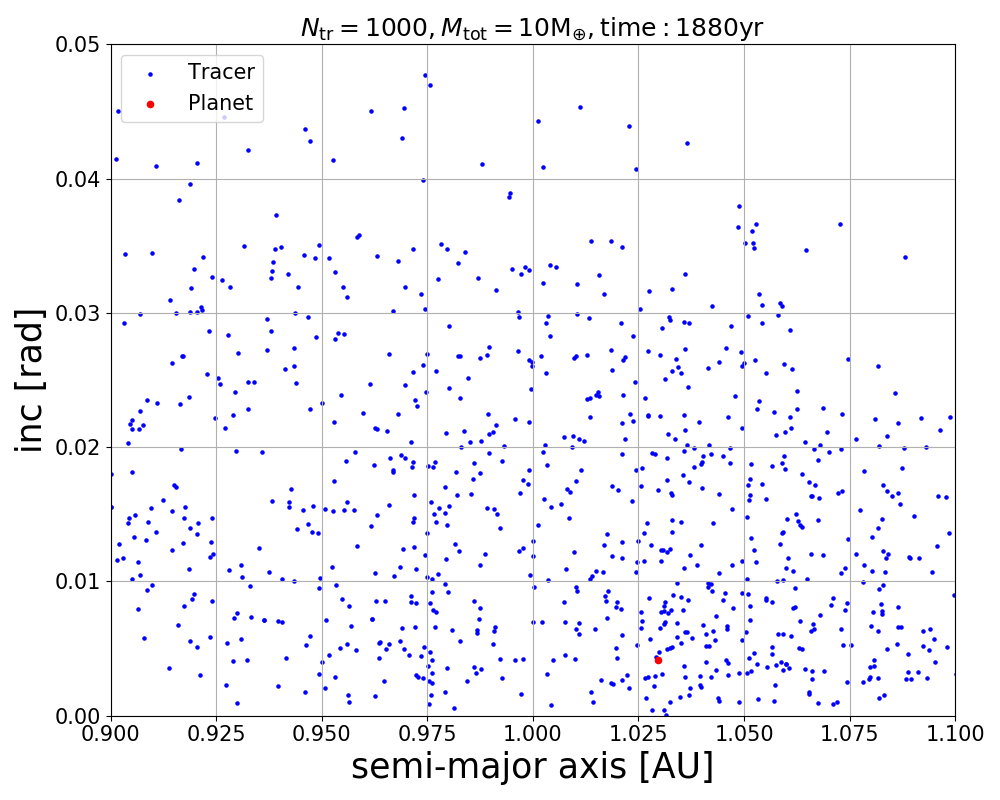 N_tr = 1000, M_tot = 10M_⊕, time : 1880yr
0.05
Tracer
Planet
0.04
0.03
inc [rad]
0.02
0.01
0.00
0.900 0.925 0.950 0.975 1.000 1.025 1.050 1.075 1.100
semi-major axis [AU]